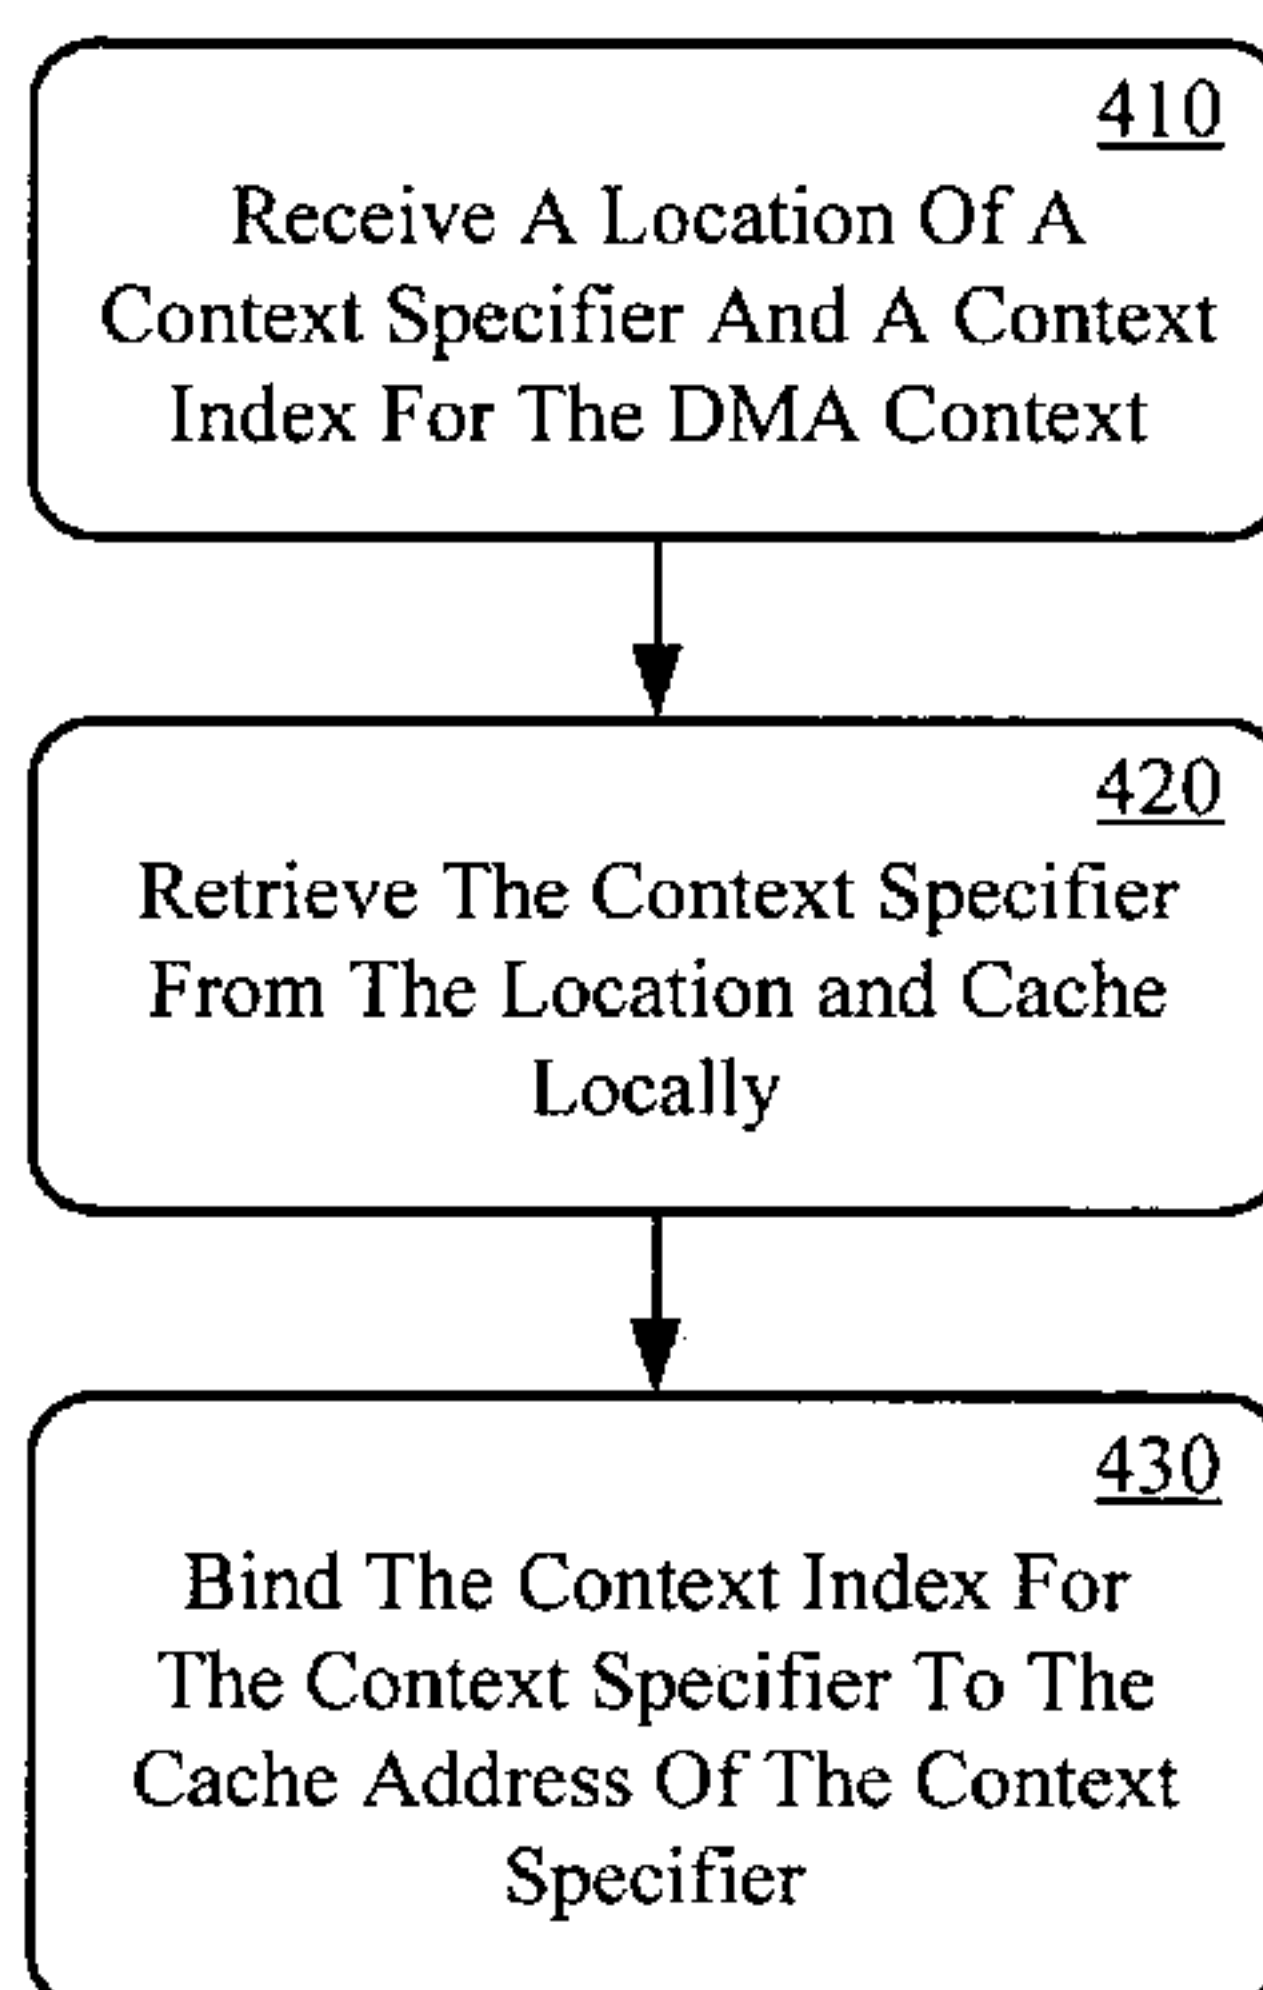 410
Receive A Location Of A
Context Specifier And A Context
Index For The DMA Context
420
Retrieve The Context Specifier
From The Location and Cache
Locally
430
Bind The Context Index For
The Context Specifier To The
Cache Address Of The Context
Specifier